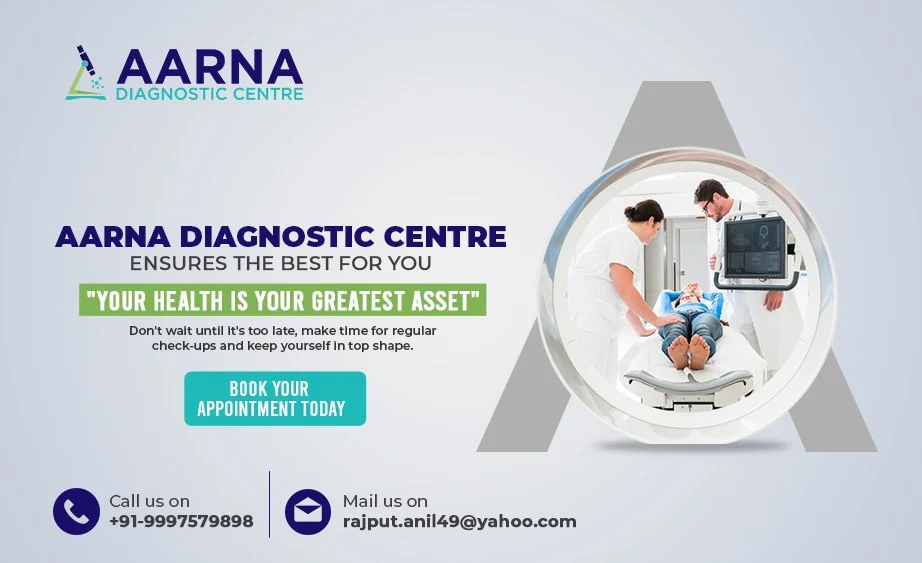 AARNA
DIAGNOSTIC CENTRE
AARNA DIAGNOSTIC CENTRE
ENSURES THE BEST FOR YOU
"YOUR HEALTH IS YOUR GREATEST ASSET"
Don't wait until it's too late, make time for regular
check-ups and keep yourself in top shape.
BOOK YOUR
APPOINTMENT TODAY
Call us on
+91-9997579898
Mail us on
rajput.anil49@yahoo.com